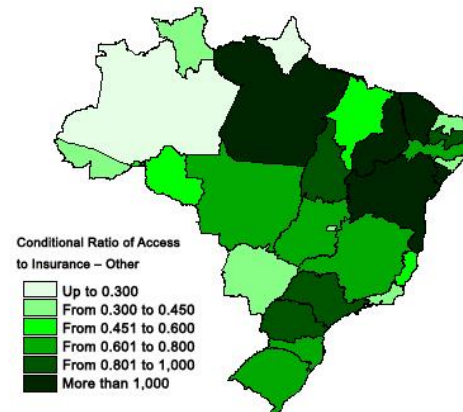 Conditional Ratio of Access
to Insurance – Other
Up to 0.300
From 0.300 to 0.450
From 0.451 to 0.600
From 0.601 to 0.800
From 0.801 to 1,000
More than 1,000